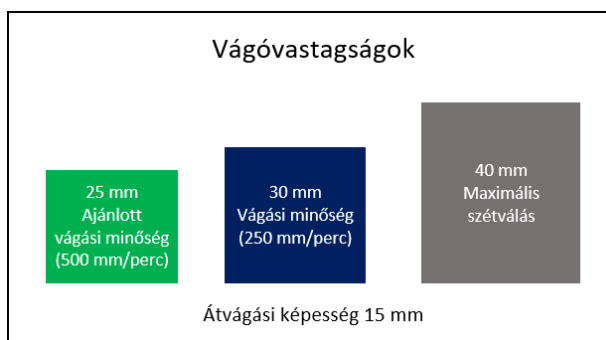 Vágóvastagságok
25 mm
Ajánlott
vágási minőség
(500 mm/perc)
30 mm
Vágási minőség
(250 mm/perc)
40 mm
Maximális
szétválás
Átvágási képesség 15 mm